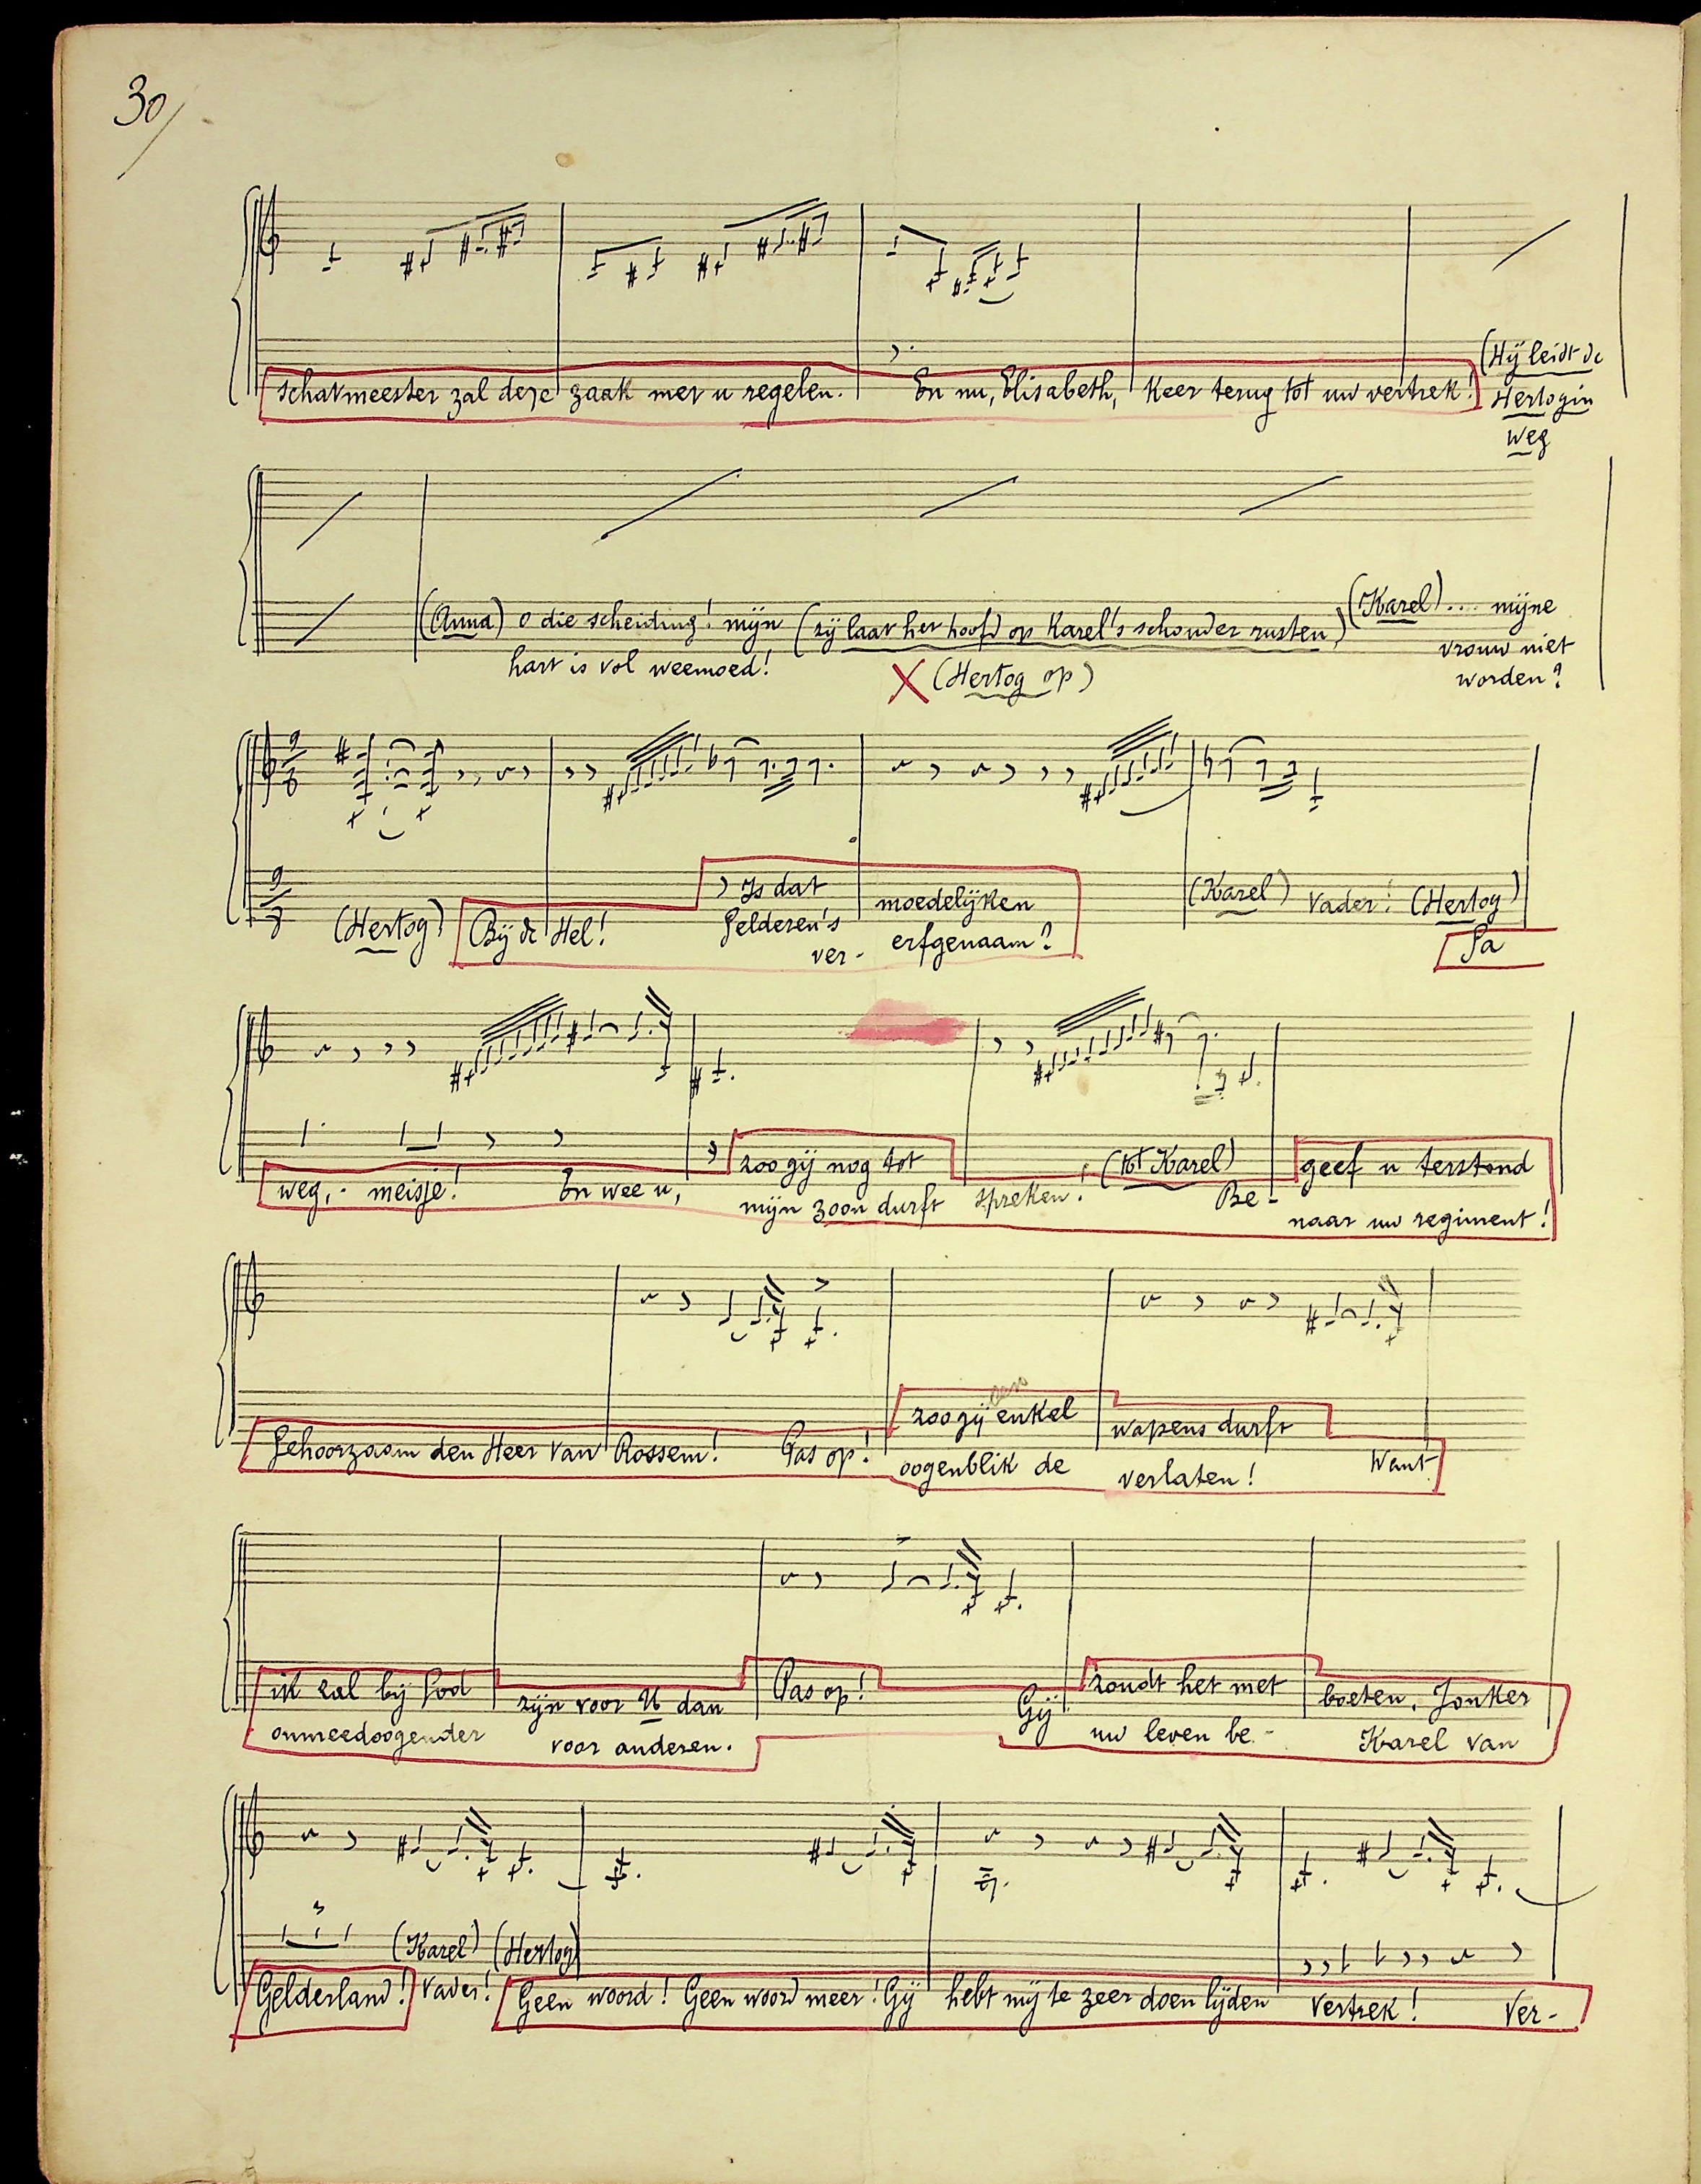 30/
schatmeester zal deze zaak met u regelen. En nu, Elisabeth, Keer terug tot uw vertrek!
(Hij leidt de
Hertogin
weg
(Anna) o die scheiding! mijn (zij laat het hoofd op Karel's schouder rusten) (Karel).... mijne
hart is vol weemoed!
X (Hertog op)
vrouw niet
worden?
9/8
9/8
(Hertog) Bij de Hel! Is dat moedelijken (Karel) Vader! (Hertog)
Gelderen's erfgenaam? Ga
ver-
weg, meisje! En wee u, zoo gij nog tot spreken! (tot Karel) Be- geef u terstond
mijn zoon durft naar uw regiment!
Gehoorzaam den Heer van Rossem! Pas op! zoo gij een enkel wapens durft Want
oogenblik de verlaten!
ik zal bij God zijn voor U dan Pas op! Gij zoudt het met boeten, Jonker
onmeedoogender voor anderen. uw leven be- Karel van
3
(Karel) (Hertog)
Gelderland! Vader! Geen woord! Geen woord meer! Gij hebt mij te zeer doen lijden Vertrek! Ver-